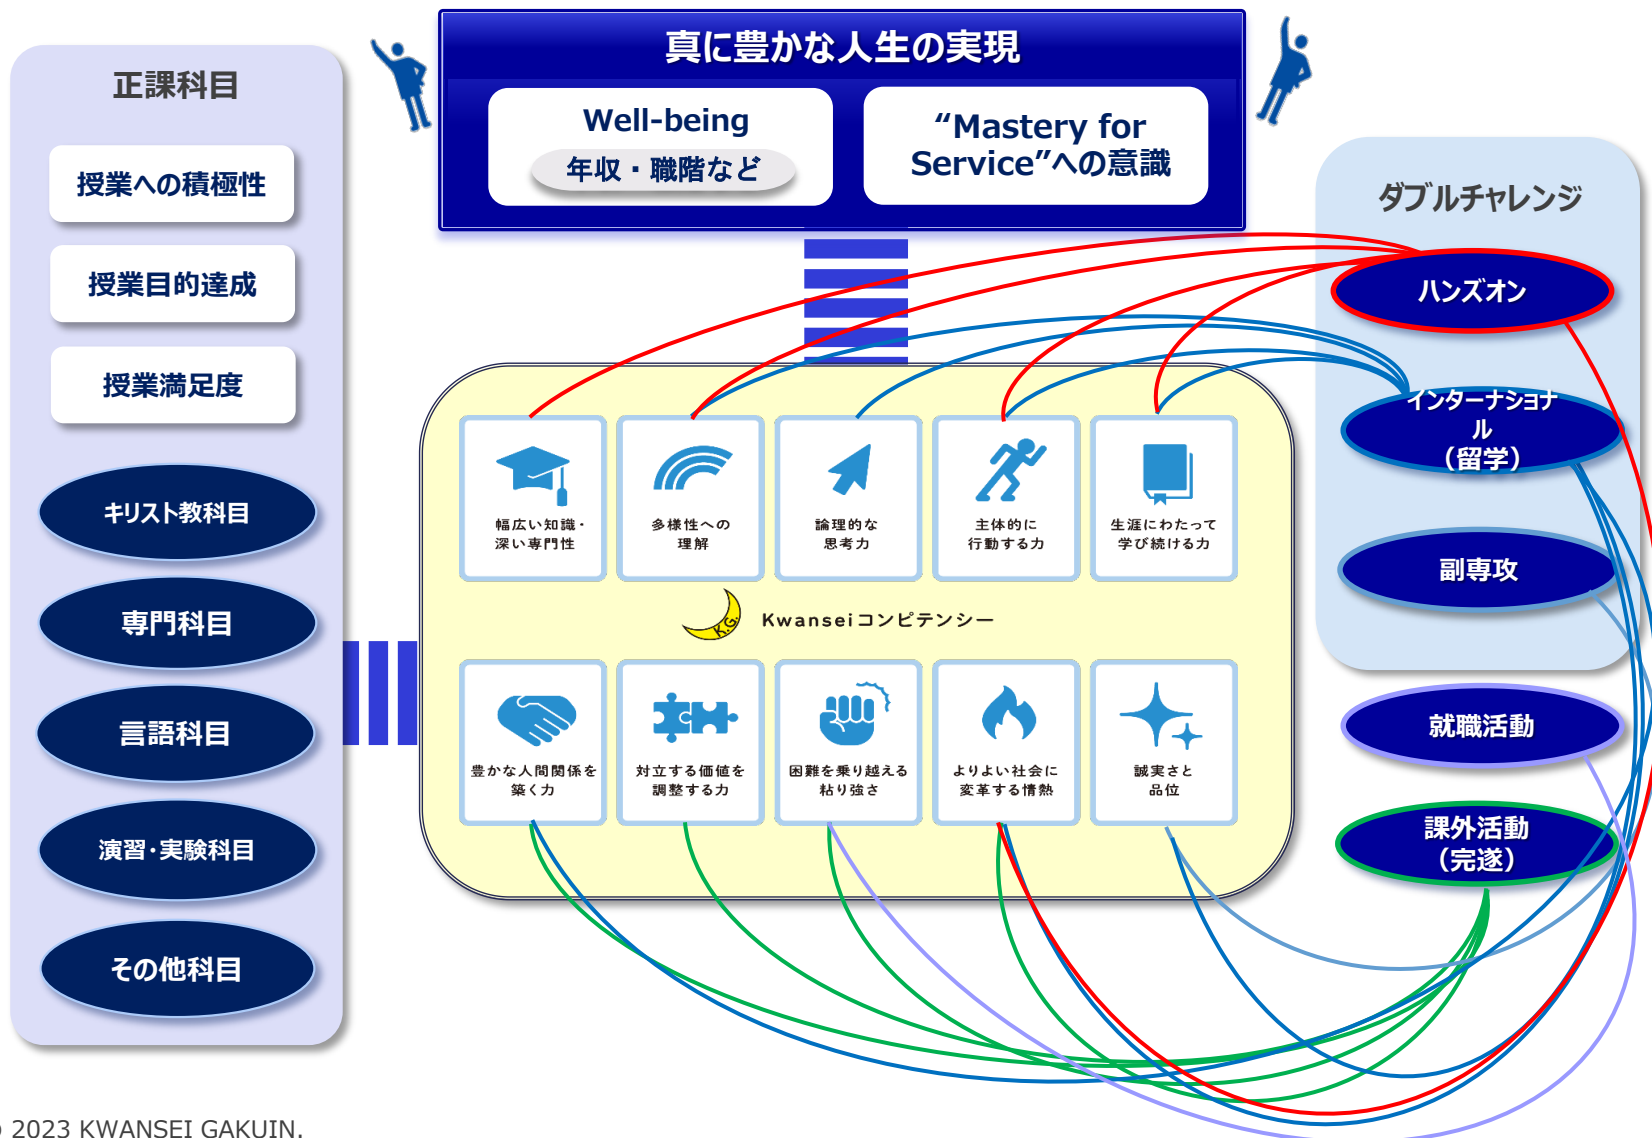 真に豊かな人生の実現
Well-being
年収・職階など
“Mastery for
Service”への意識
正課科目
授業への積極性
授業目的達成
授業満足度
キリスト教科目
専門科目
言語科目
演習・実験科目
その他科目
幅広い知識・
深い専門性
多様性への
理解
論理的な
思考力
主体的に
行動する力
生涯にわたって
学び続ける力
K.G.
Kwanseiコンピテンシー
豊かな人間関係を
築く力
対立する価値を
調整する力
困難を乗り越える
粘り強さ
よりよい社会に
変革する情熱
誠実さと
品位
ダブルチャレンジ
ハンズオン
インターナショナ
ル
（留学）
副専攻
就職活動
課外活動
（完遂）
2023 KWANSEI GAKUIN.